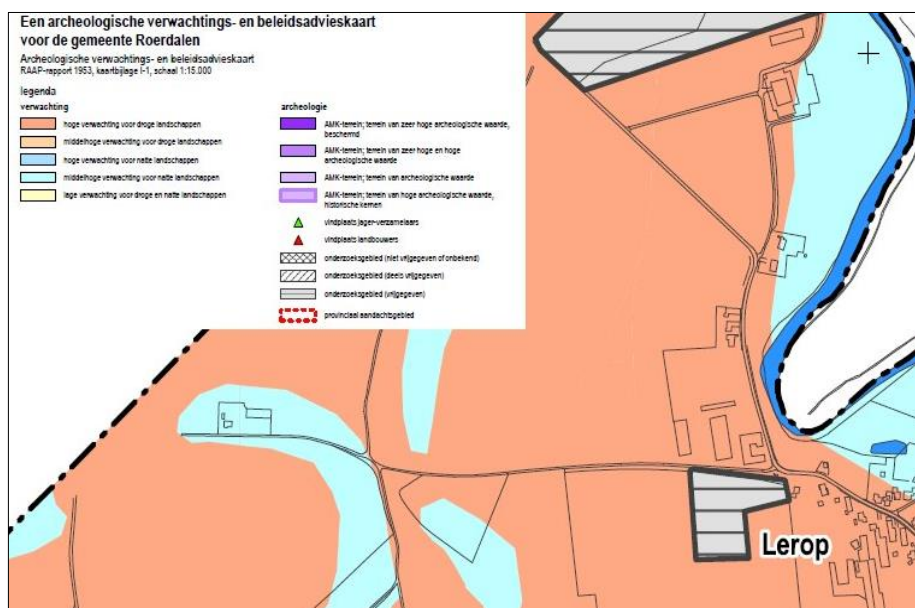 Een archeologische verwachtings- en beleidsadvieskaart
voor de gemeente Roerdalen
Archeologische verwachtings- en beleidsadvieskaart
RAAP-rapport 1953, kaartbijlage I-1, schaal 1:15.000
legenda
verwachting
hoge verwachting voor droge landschappen
middelhoge verwachting voor droge landschappen
hoge verwachting voor natte landschappen
middelhoge verwachting voor natte landschappen
lage verwachting voor droge en natte landschappen
archeologie
AMK-terrein; terrein van zeer hoge archeologische waarde,
beschermd
AMK-terrein; terrein van zeer hoge en hoge
archeologische waarde
AMK-terrein; terrein van archeologische waarde
AMK-terrein; terrein van hoge archeologische waarde,
historische kernen
vindplaats jager-verzamelaars
vindplaats landbouwers
onderzoeksgebied (niet vrijgegeven of onbekend)
onderzoeksgebied (deels vrijgegeven)
onderzoeksgebied (vrijgegeven)
provinciaal aandachtsgebied
Lerop